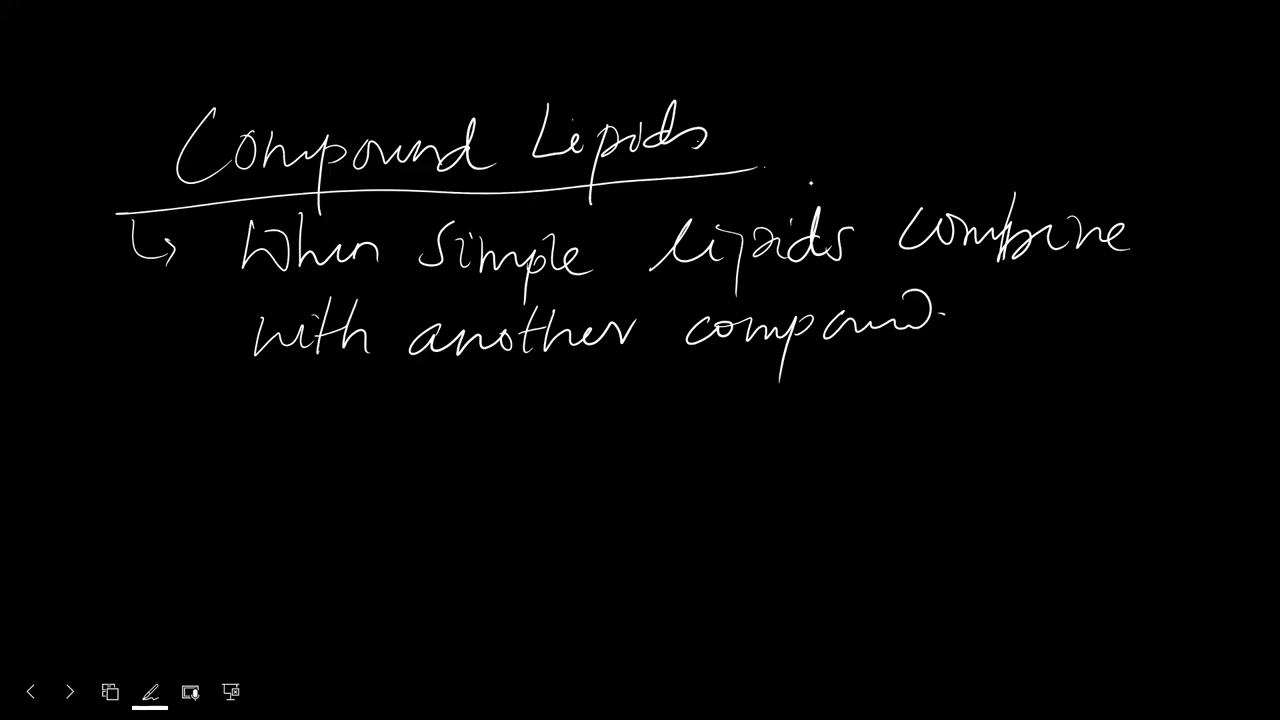 Compound Lipids
↳ When simple lipids combine
with another compound.